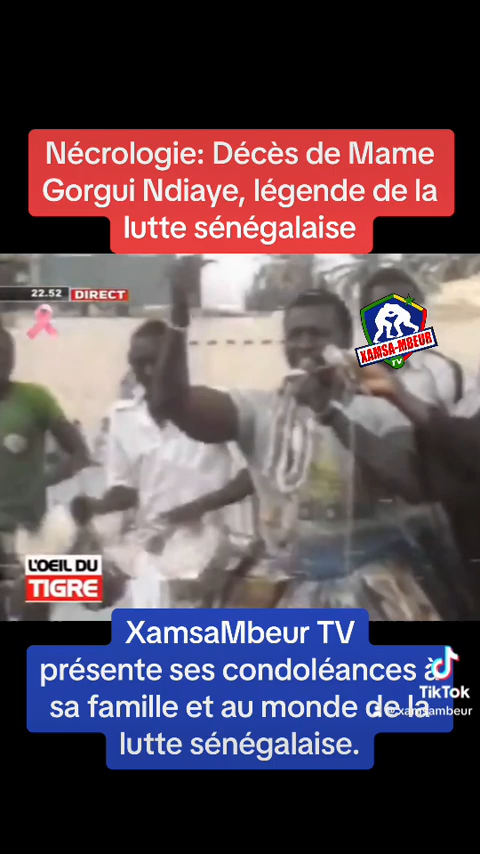 Nécrologie: Décès de Mame
Gorgui Ndiaye, légende de la
lutte sénégalaise
22.52 DIRECT
XAMSA-MBEUR
TV
L'OEIL DU
TIGRE
XamsaMbeur TV
présente ses condoléances à
sa famille et au monde de la
lutte sénégalaise.
TikTok
@xamsambeur